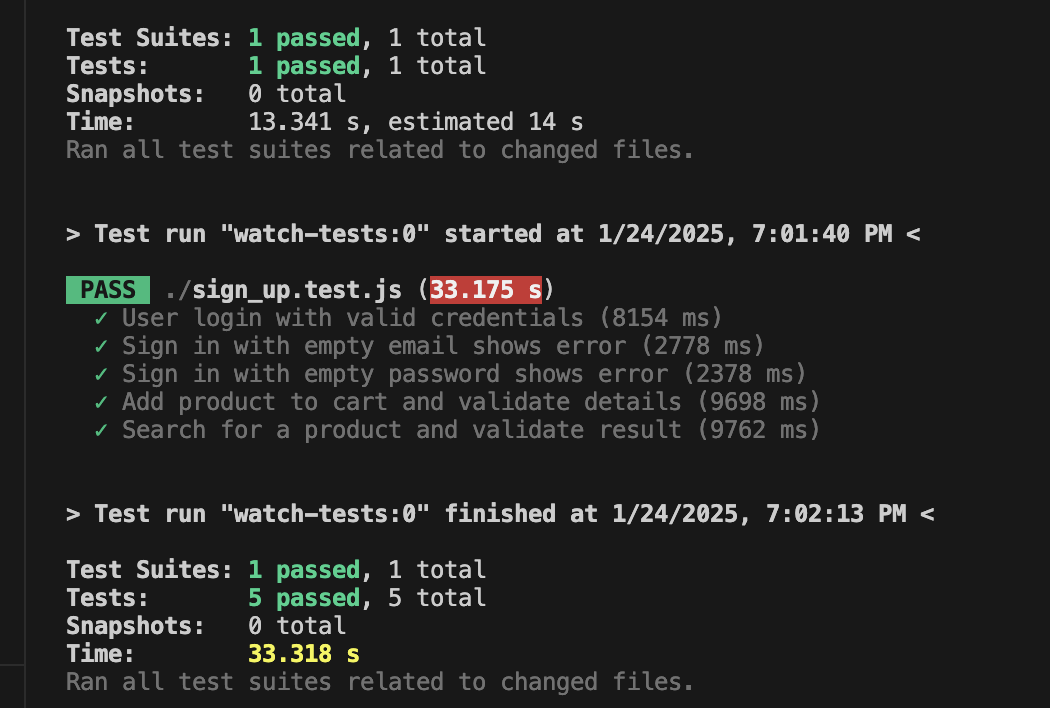 Test Suites: 1 passed, 1 total
Tests:       1 passed, 1 total
Snapshots:   0 total
Time:        13.341 s, estimated 14 s
Ran all test suites related to changed files.
> Test run "watch-tests:0" started at 1/24/2025, 7:01:40 PM <
PASS ./sign_up.test.js (33.175 s)
✓ User login with valid credentials (8154 ms)
✓ Sign in with empty email shows error (2778 ms)
✓ Sign in with empty password shows error (2378 ms)
✓ Add product to cart and validate details (9698 ms)
✓ Search for a product and validate result (9762 ms)
> Test run "watch-tests:0" finished at 1/24/2025, 7:02:13 PM <
Test Suites: 1 passed, 1 total
Tests:       5 passed, 5 total
Snapshots:   0 total
Time:        33.318 s
Ran all test suites related to changed files.